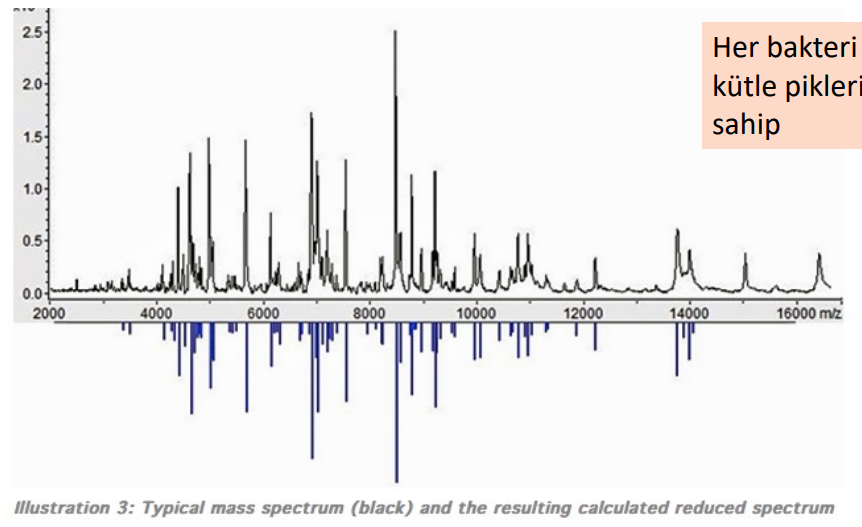 2.5
Her bakteri
kütle pikleri
sahip
2.0
1.5
1.0
0.5
0.0
2000 4000 6000 8000 10000 12000 14000 16000 m/z
Illustration 3: Typical mass spectrum (black) and the resulting calculated reduced spectrum